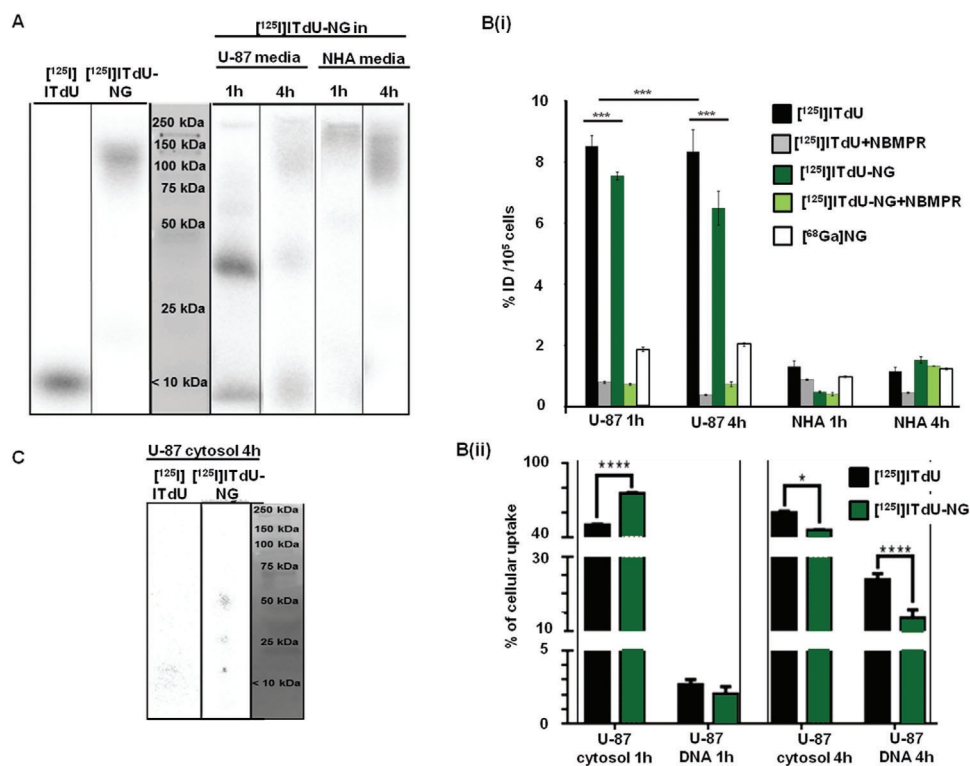 A
[¹²⁵I]ITdU-NG in
U-87 media NHA media
[¹²⁵I] [¹²⁵I]ITdU-
ITdU NG
1h 4h 1h 4h
250 kDa
150 kDa
100 kDa
75 kDa
50 kDa
25 kDa
< 10 kDa
B(i)
% ID /10⁵ cells
10
8
6
4
2
0
***
*** ***
[¹²⁵I]ITdU
[¹²⁵I]ITdU+NBMPR
[¹²⁵I]ITdU-NG
[¹²⁵I]ITdU-NG+NBMPR
[⁶⁸Ga]NG
U-87 1h U-87 4h NHA 1h NHA 4h
C
U-87 cytosol 4h
[¹²⁵I] [¹²⁵I]ITdU-
ITdU NG
250 kDa
150 kDa
100 kDa
75 kDa
50 kDa
25 kDa
< 10 kDa
B(ii)
% of cellular uptake
100
40
30
10
5
0
****
*
****
[¹²⁵I]ITdU
[¹²⁵I]ITdU-NG
U-87 U-87 U-87 U-87
cytosol 1h DNA 1h cytosol 4h DNA 4h